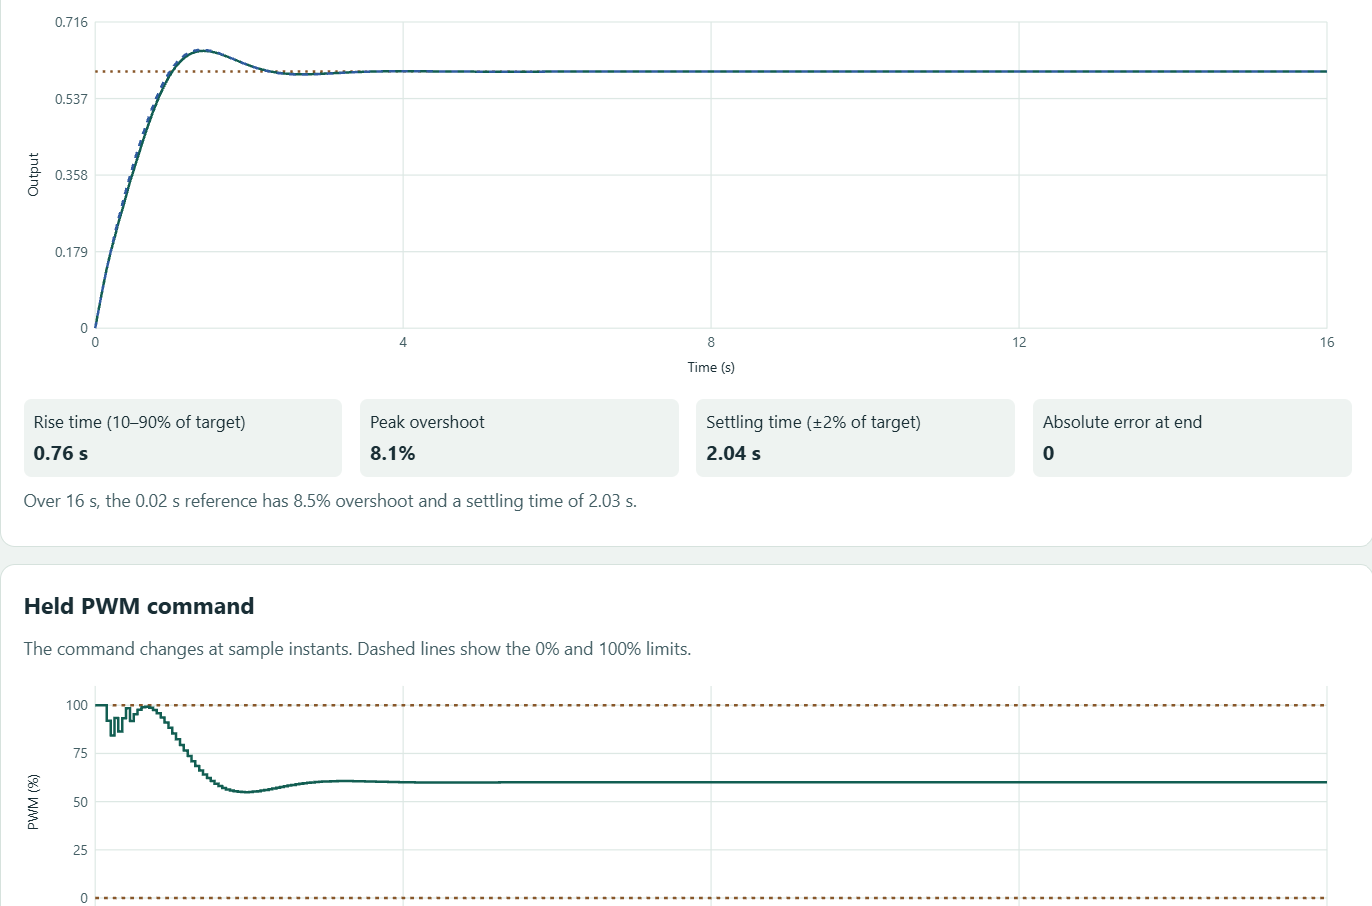 0.716
0.537
0.358
0.179
0
Output
0
4
8
12
16
Time (s)
Rise time (10–90% of target)
0.76 s
Peak overshoot
8.1%
Settling time (±2% of target)
2.04 s
Absolute error at end
0
Over 16 s, the 0.02 s reference has 8.5% overshoot and a settling time of 2.03 s.
Held PWM command
The command changes at sample instants. Dashed lines show the 0% and 100% limits.
100
75
50
25
0
PWM (%)